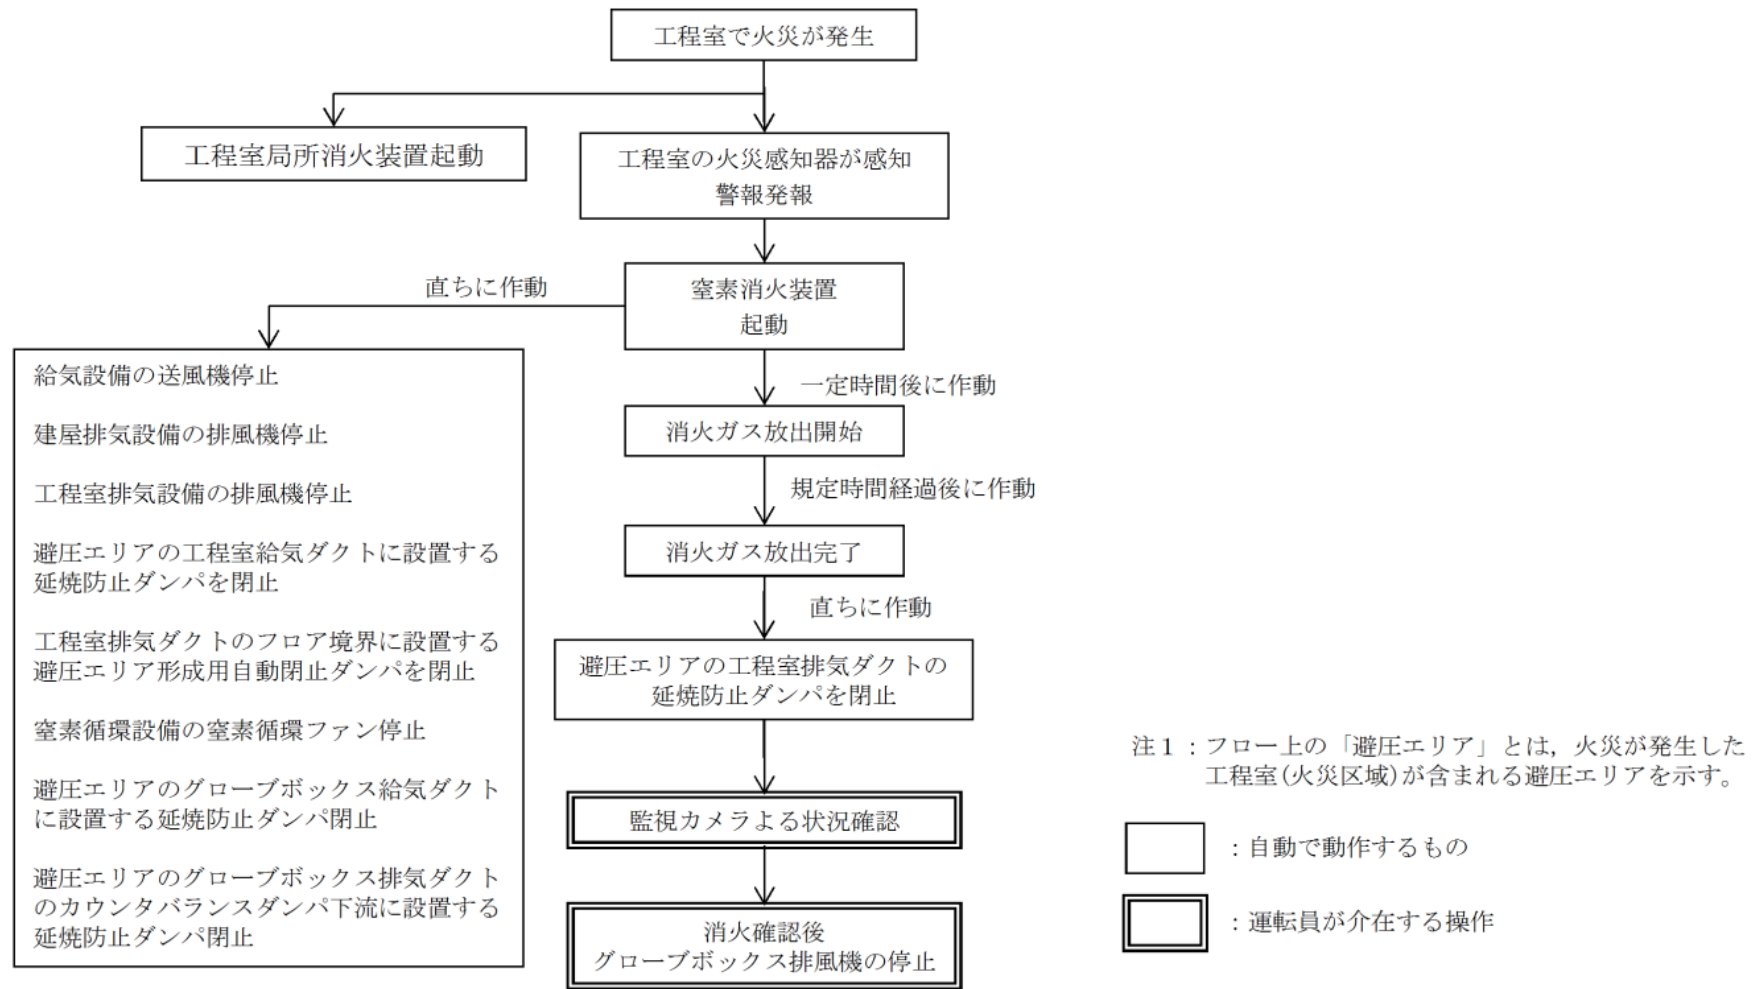 工程室で火災が発生
工程室局所消火装置起動
工程室の火災感知器が感知
警報発報
直ちに作動
窒素消火装置
起動
給気設備の送風機停止
建屋排気設備の排風機停止
工程室排気設備の排風機停止
避圧エリアの工程室給気ダクトに設置する
延焼防止ダンパを閉止
工程室排気ダクトのフロア境界に設置する
避圧エリア形成用自動閉止ダンパを閉止
窒素循環設備の窒素循環ファン停止
避圧エリアのグローブボックス給気ダクト
に設置する延焼防止ダンパ閉止
避圧エリアのグローブボックス排気ダクト
のカウンタバランスダンパ下流に設置する
延焼防止ダンパ閉止
一定時間後に作動
消火ガス放出開始
規定時間経過後に作動
消火ガス放出完了
直ちに作動
避圧エリアの工程室排気ダクトの
延焼防止ダンパを閉止
監視カメラよる状況確認
消火確認後
グローブボックス排風機の停止
注1:フロー上の「避圧エリア」とは,火災が発生した
工程室(火災区域)が含まれる避圧エリアを示す。
:自動で動作するもの
:運転員が介在する操作